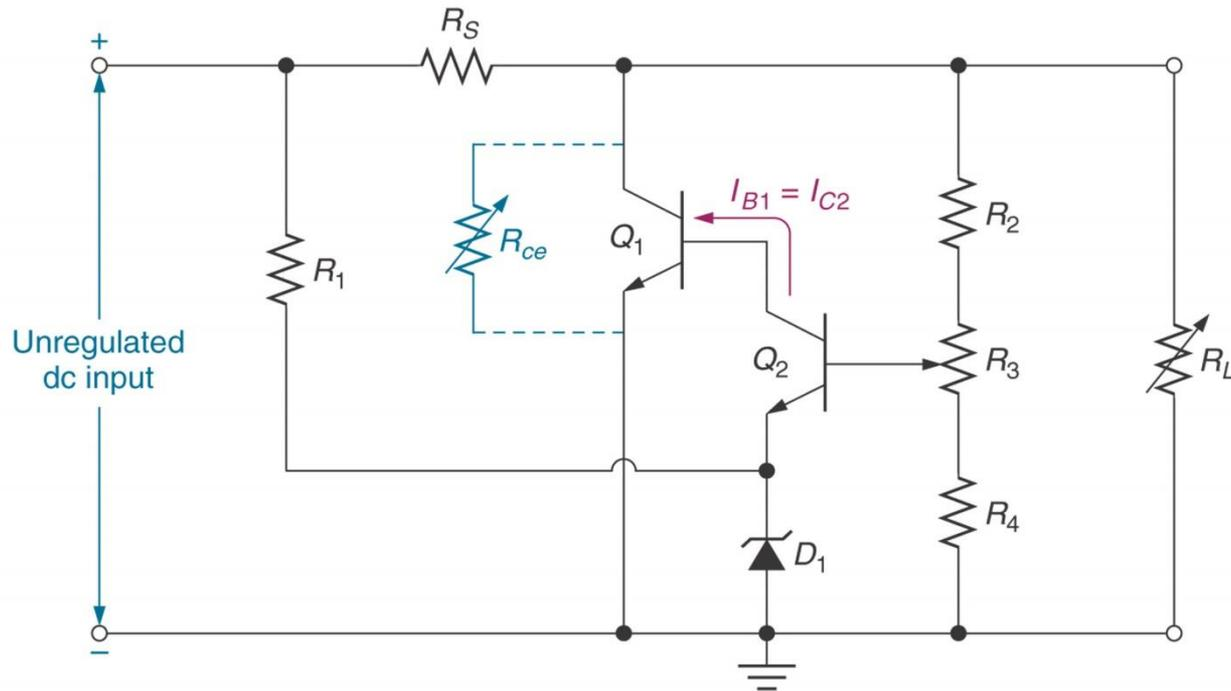 +
R_S
I_B1 = I_C2
Q_1
R_2
R_ce
R_1
Unregulated
dc input
Q_2
R_3
R_L
R_4
D_1
–